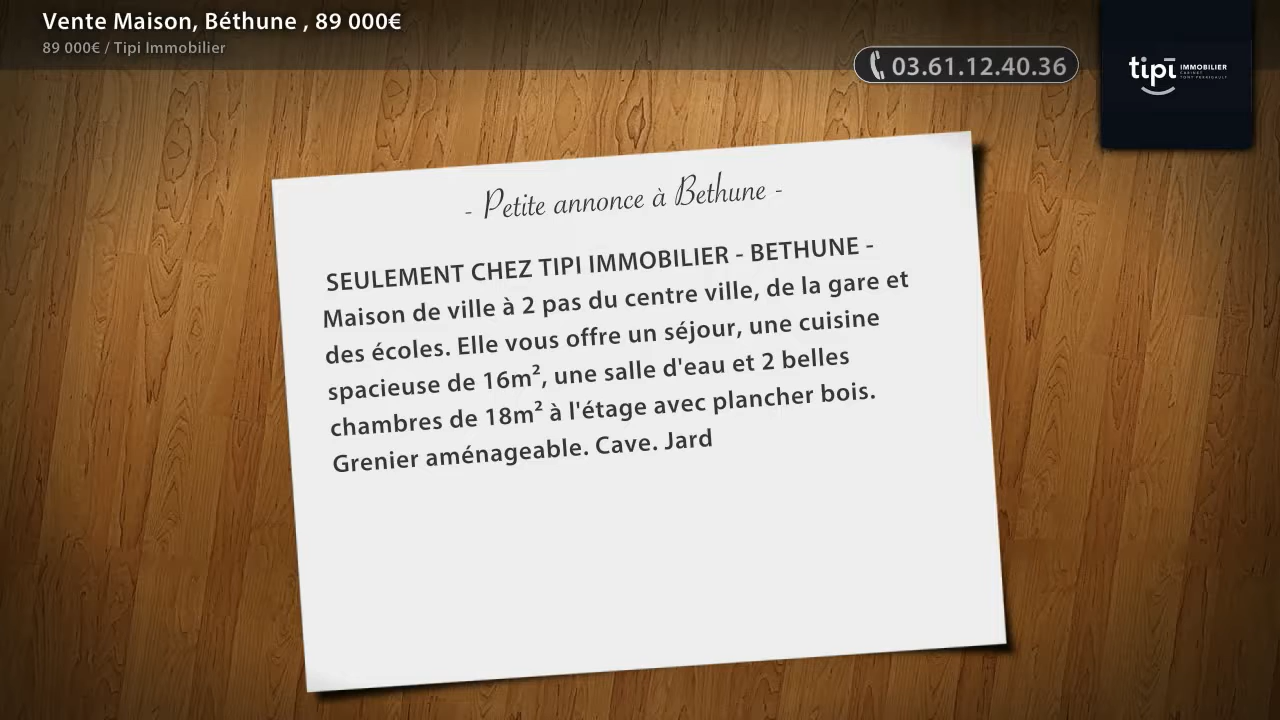 Vente Maison, Béthune , 89 000€
89 000€ / Tipi Immobilier
03.61.12.40.36
tipi IMMOBILIER
- Petite annonce à Bethune -
SEULEMENT CHEZ TIPI IMMOBILIER - BETHUNE -
Maison de ville à 2 pas du centre ville, de la gare et
des écoles. Elle vous offre un séjour, une cuisine
spacieuse de 16m², une salle d'eau et 2 belles
chambres de 18m² à l'étage avec plancher bois.
Grenier aménageable. Cave. Jard